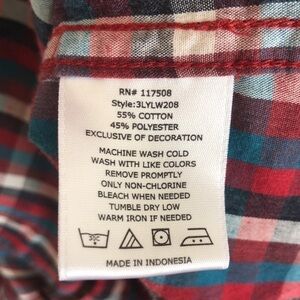 RN# 117508
Style:3LYLW208
55% COTTON
45% POLYESTER
EXCLUSIVE OF DECORATION
MACHINE WASH COLD
WASH WITH LIKE COLORS
REMOVE PROMPTLY
ONLY NON-CHLORINE
BLEACH WHEN NEEDED
TUMBLE DRY LOW
WARM IRON IF NEEDED
30C
MADE IN INDONESIA